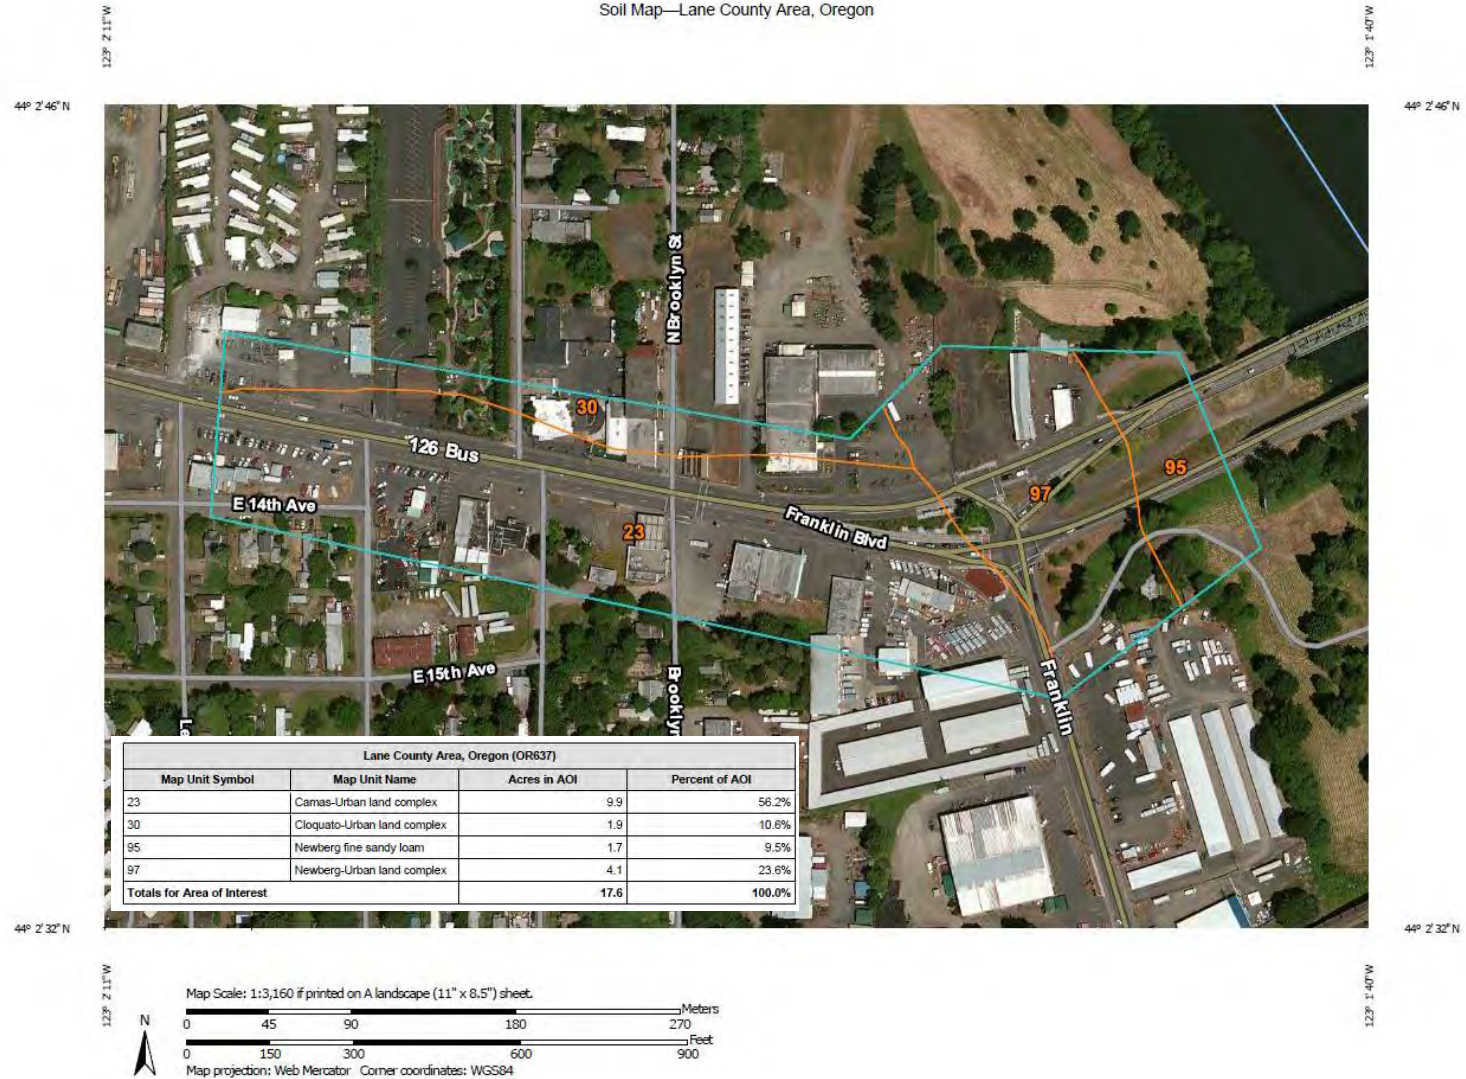 Soil Map—Lane County Area, Oregon
123° 2' 11" W
123° 1' 40" W
44° 2' 46" N
44° 2' 46" N
N Brooklyn St
30
126 Bus
95
97
E 14th Ave
Franklin Blvd
23
E 15th Ave
Brooklyn
Franklin
Le
Lane County Area, Oregon (OR637)
Map Unit Symbol Map Unit Name Acres in AOI Percent of AOI
23 Camas-Urban land complex 9.9 56.2%
30 Cloquato-Urban land complex 1.9 10.6%
95 Newberg fine sandy loam 1.7 9.5%
97 Newberg-Urban land complex 4.1 23.6%
Totals for Area of Interest 17.6 100.0%
44° 2' 32" N
44° 2' 32" N
123° 2' 11" W
123° 1' 40" W
Map Scale: 1:3,160 if printed on A landscape (11" x 8.5") sheet.
Meters
N
0 45 90 180 270
Feet
0 150 300 600 900
Map projection: Web Mercator Corner coordinates: WGS84